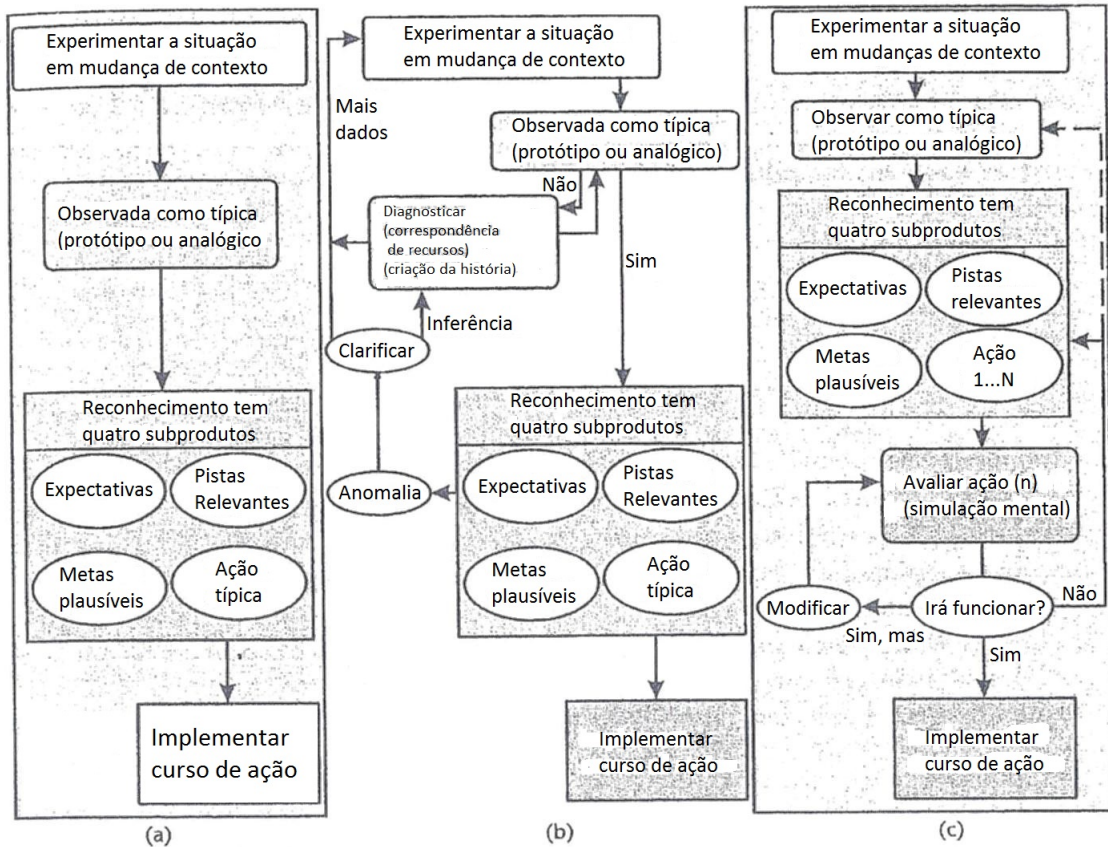 Experimentar a situação
em mudança de contexto
Observada como típica
(protótipo ou analógico
Reconhecimento tem
quatro subprodutos
Expectativas
Pistas
Relevantes
Metas
plausíveis
Ação
típica
Implementar
curso de ação
(a)
Experimentar a situação
em mudança de contexto
Mais
dados
Observada como típica
(protótipo ou analógico)
Não
Diagnosticar
(correspondência
de recursos)
(criação da história)
Sim
Inferência
Clarificar
Anomalia
Reconhecimento tem
quatro subprodutos
Expectativas
Pistas
Relevantes
Metas
plausíveis
Ação
típica
Implementar
curso de ação
(b)
Experimentar a situação
em mudanças de contexto
Observar como típica
(protótipo ou analógico)
Reconhecimento tem
quatro subprodutos
Expectativas
Pistas
relevantes
Metas
plausíveis
Ação
1...N
Avaliar ação (n)
(simulação mental)
Modificar
Irá funcionar?
Não
Sim, mas
Sim
Implementar
curso de ação
(c)